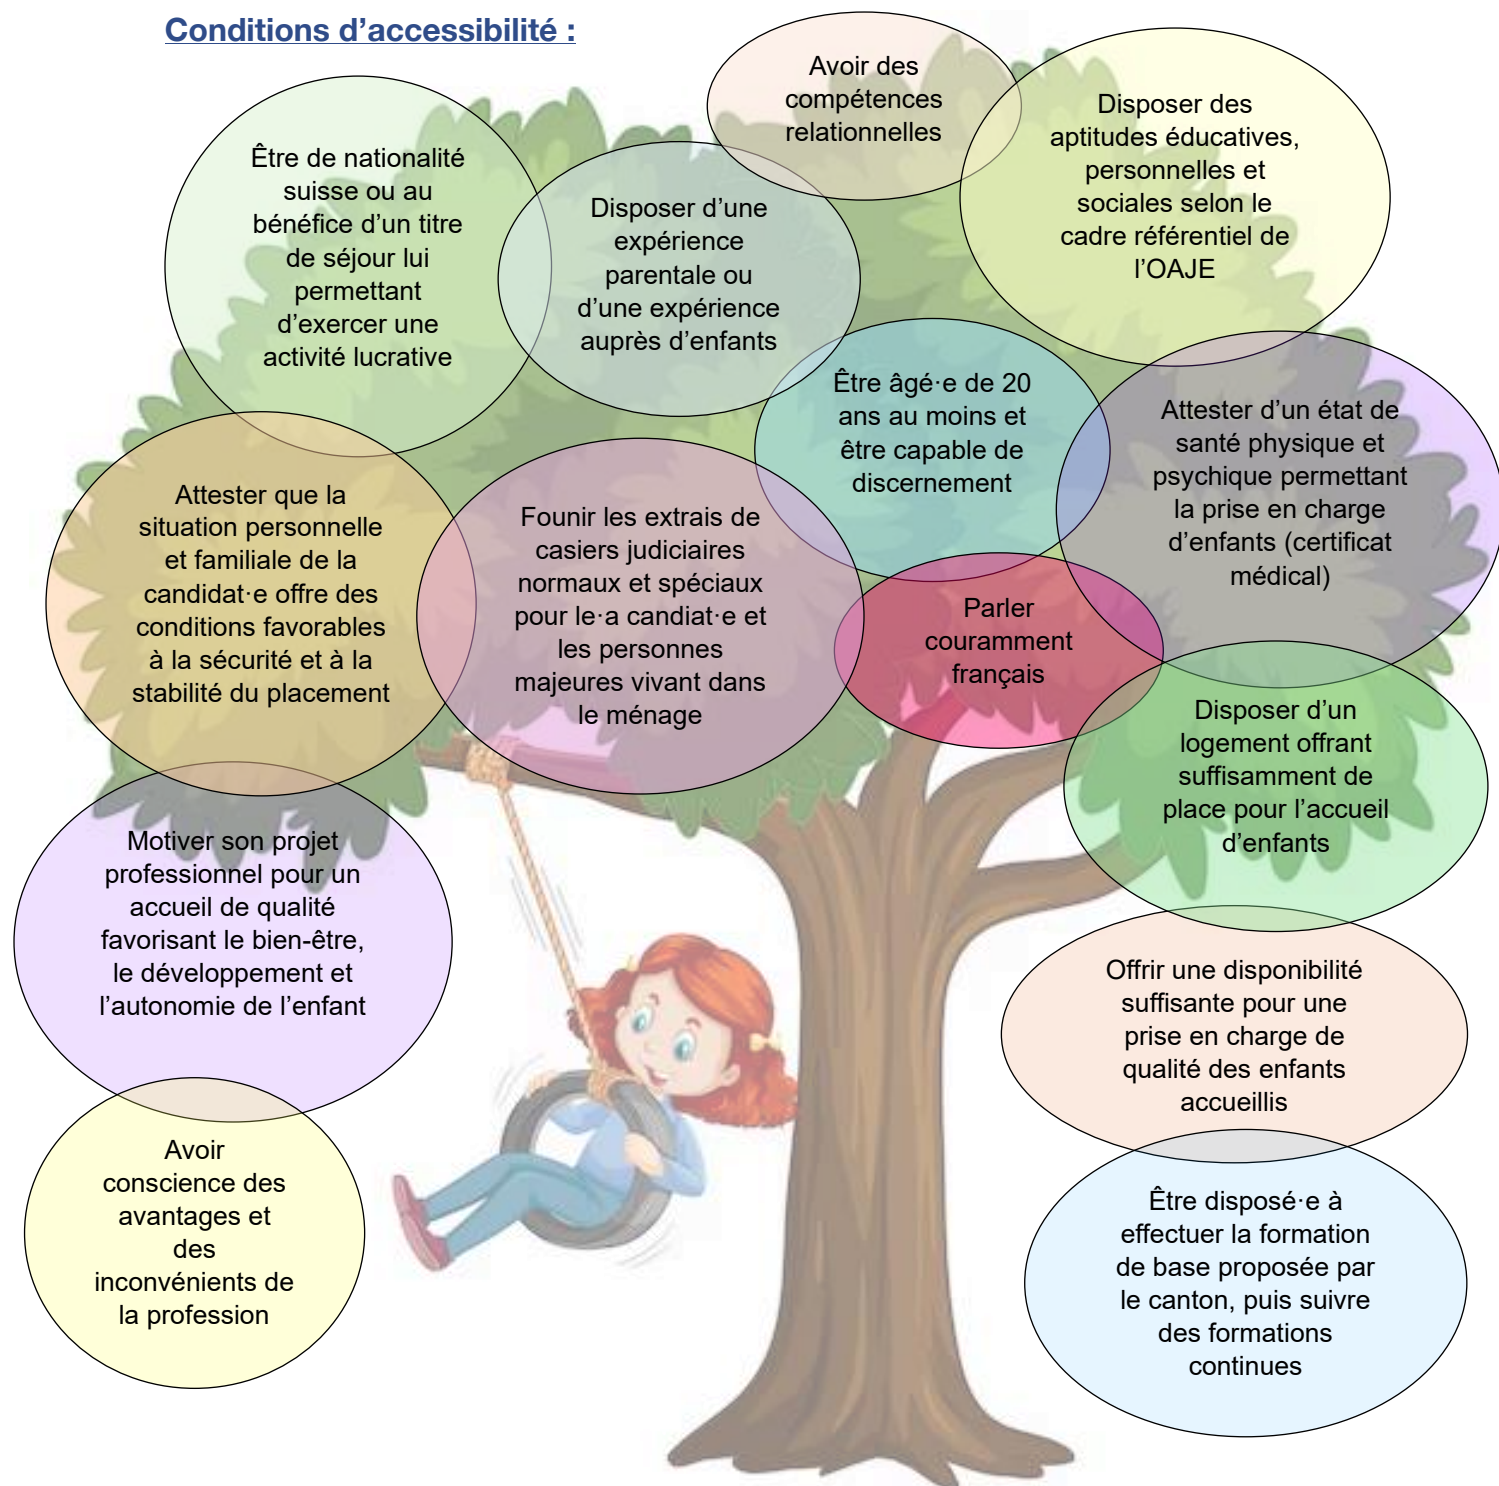 Conditions d’accessibilité :
Avoir des
compétences
relationnelles
Disposer des
aptitudes éducatives,
personnelles et
sociales selon le
cadre référentiel de
l’OAJE
Être de nationalité
suisse ou au
bénéfice d’un titre
de séjour lui
permettant
d’exercer une
activité lucrative
Disposer d’une
expérience
parentale ou
d’une expérience
auprès d’enfants
Être âgé·e de 20
ans au moins et
être capable de
discernement
Attester d’un état de
santé physique et
psychique permettant
la prise en charge
d’enfants (certificat
médical)
Attester que la
situation personnelle
et familiale de la
candidat·e offre des
conditions favorables
à la sécurité et à la
stabilité du placement
Founir les extrais de
casiers judiciaires
normaux et spéciaux
pour le·a candiat·e et
les personnes
majeures vivant dans
le ménage
Parler
couramment
français
Disposer d’un
logement offrant
suffisamment de
place pour l’accueil
d’enfants
Motiver son projet
professionnel pour un
accueil de qualité
favorisant le bien-être,
le développement et
l’autonomie de l’enfant
Offrir une disponibilité
suffisante pour une
prise en charge de
qualité des enfants
accueillis
Avoir
conscience des
avantages et
des
inconvénients de
la profession
Être disposé·e à
effectuer la formation
de base proposée par
le canton, puis suivre
des formations
continues